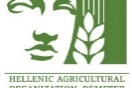 HELLENIC AGRICULTURAL
ORGANIZATION DEMETER